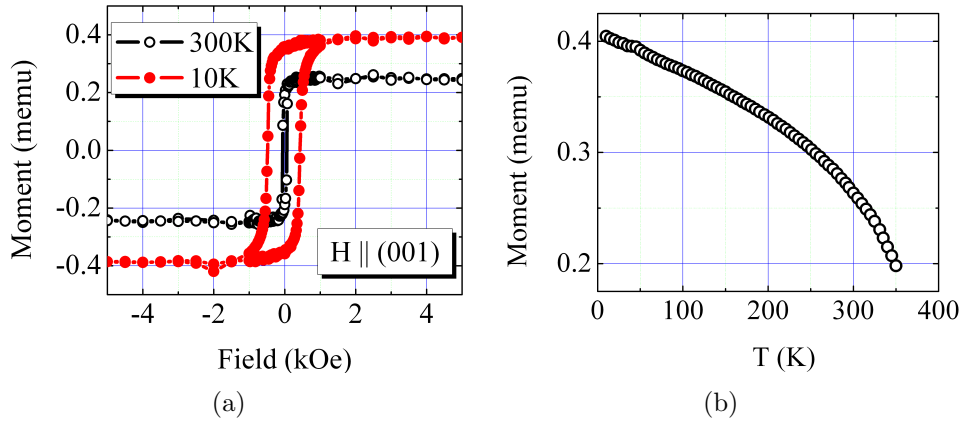 0.4
0.2
0.0
-0.2
-0.4
Moment (memu)
300K
10K
H || (001)
-4 -2 0 2 4
Field (kOe)
(a)
0.4
0.3
0.2
Moment (memu)
0 100 200 300 400
T (K)
(b)